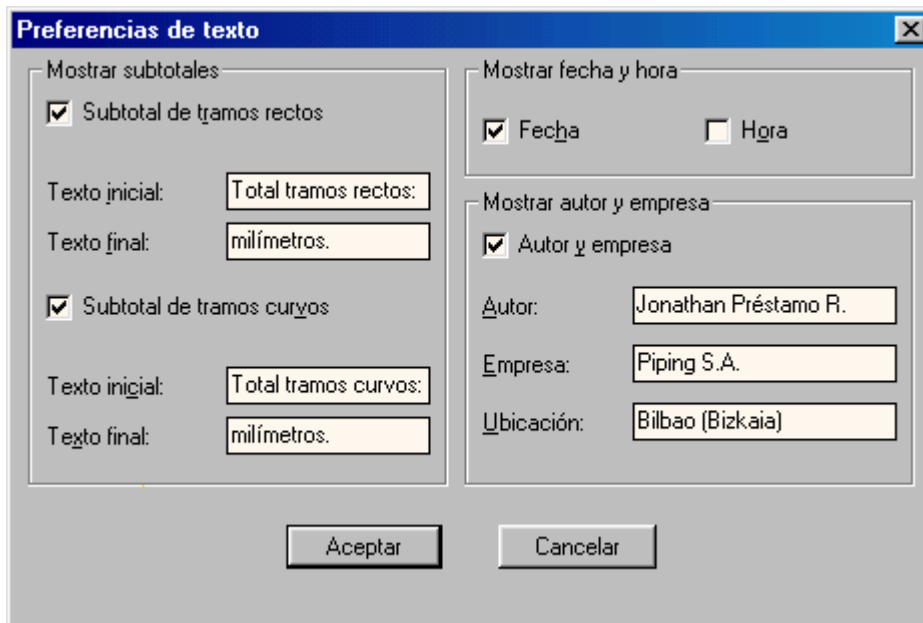 Preferencias de texto
Mostrar subtotales
Subtotal de tramos rectos
Texto inicial: Total tramos rectos:
Texto final: milímetros.
Subtotal de tramos curvos
Texto inicial: Total tramos curvos:
Texto final: milímetros.
Mostrar fecha y hora
Fecha Hora
Mostrar autor y empresa
Autor y empresa
Autor: Jonathan Préstamo R.
Empresa: Piping S.A.
Ubicación: Bilbao (Bizkaia)
Aceptar Cancelar